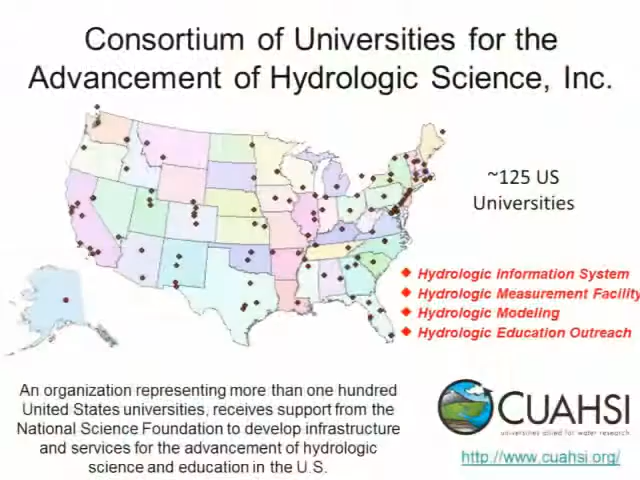 Consortium of Universities for the
Advancement of Hydrologic Science, Inc.
~125 US
Universities
Hydrologic Information System
Hydrologic Measurement Facility
Hydrologic Modeling
Hydrologic Education Outreach
An organization representing more than one hundred
United States universities, receives support from the
National Science Foundation to develop infrastructure
and services for the advancement of hydrologic
science and education in the U.S.
CUAHSI
universities allied for water research
http://www.cuahsi.org/